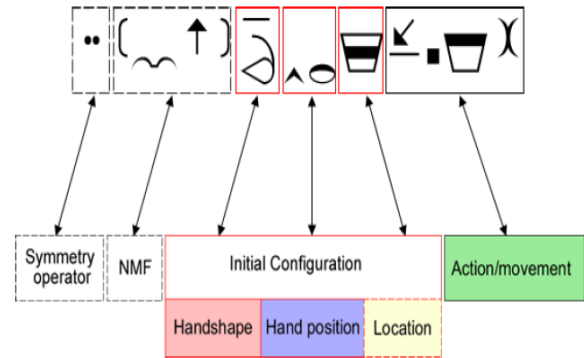 Symmetry
operator
NMF
Initial Configuration
Action/movement
Handshape
Hand position
Location